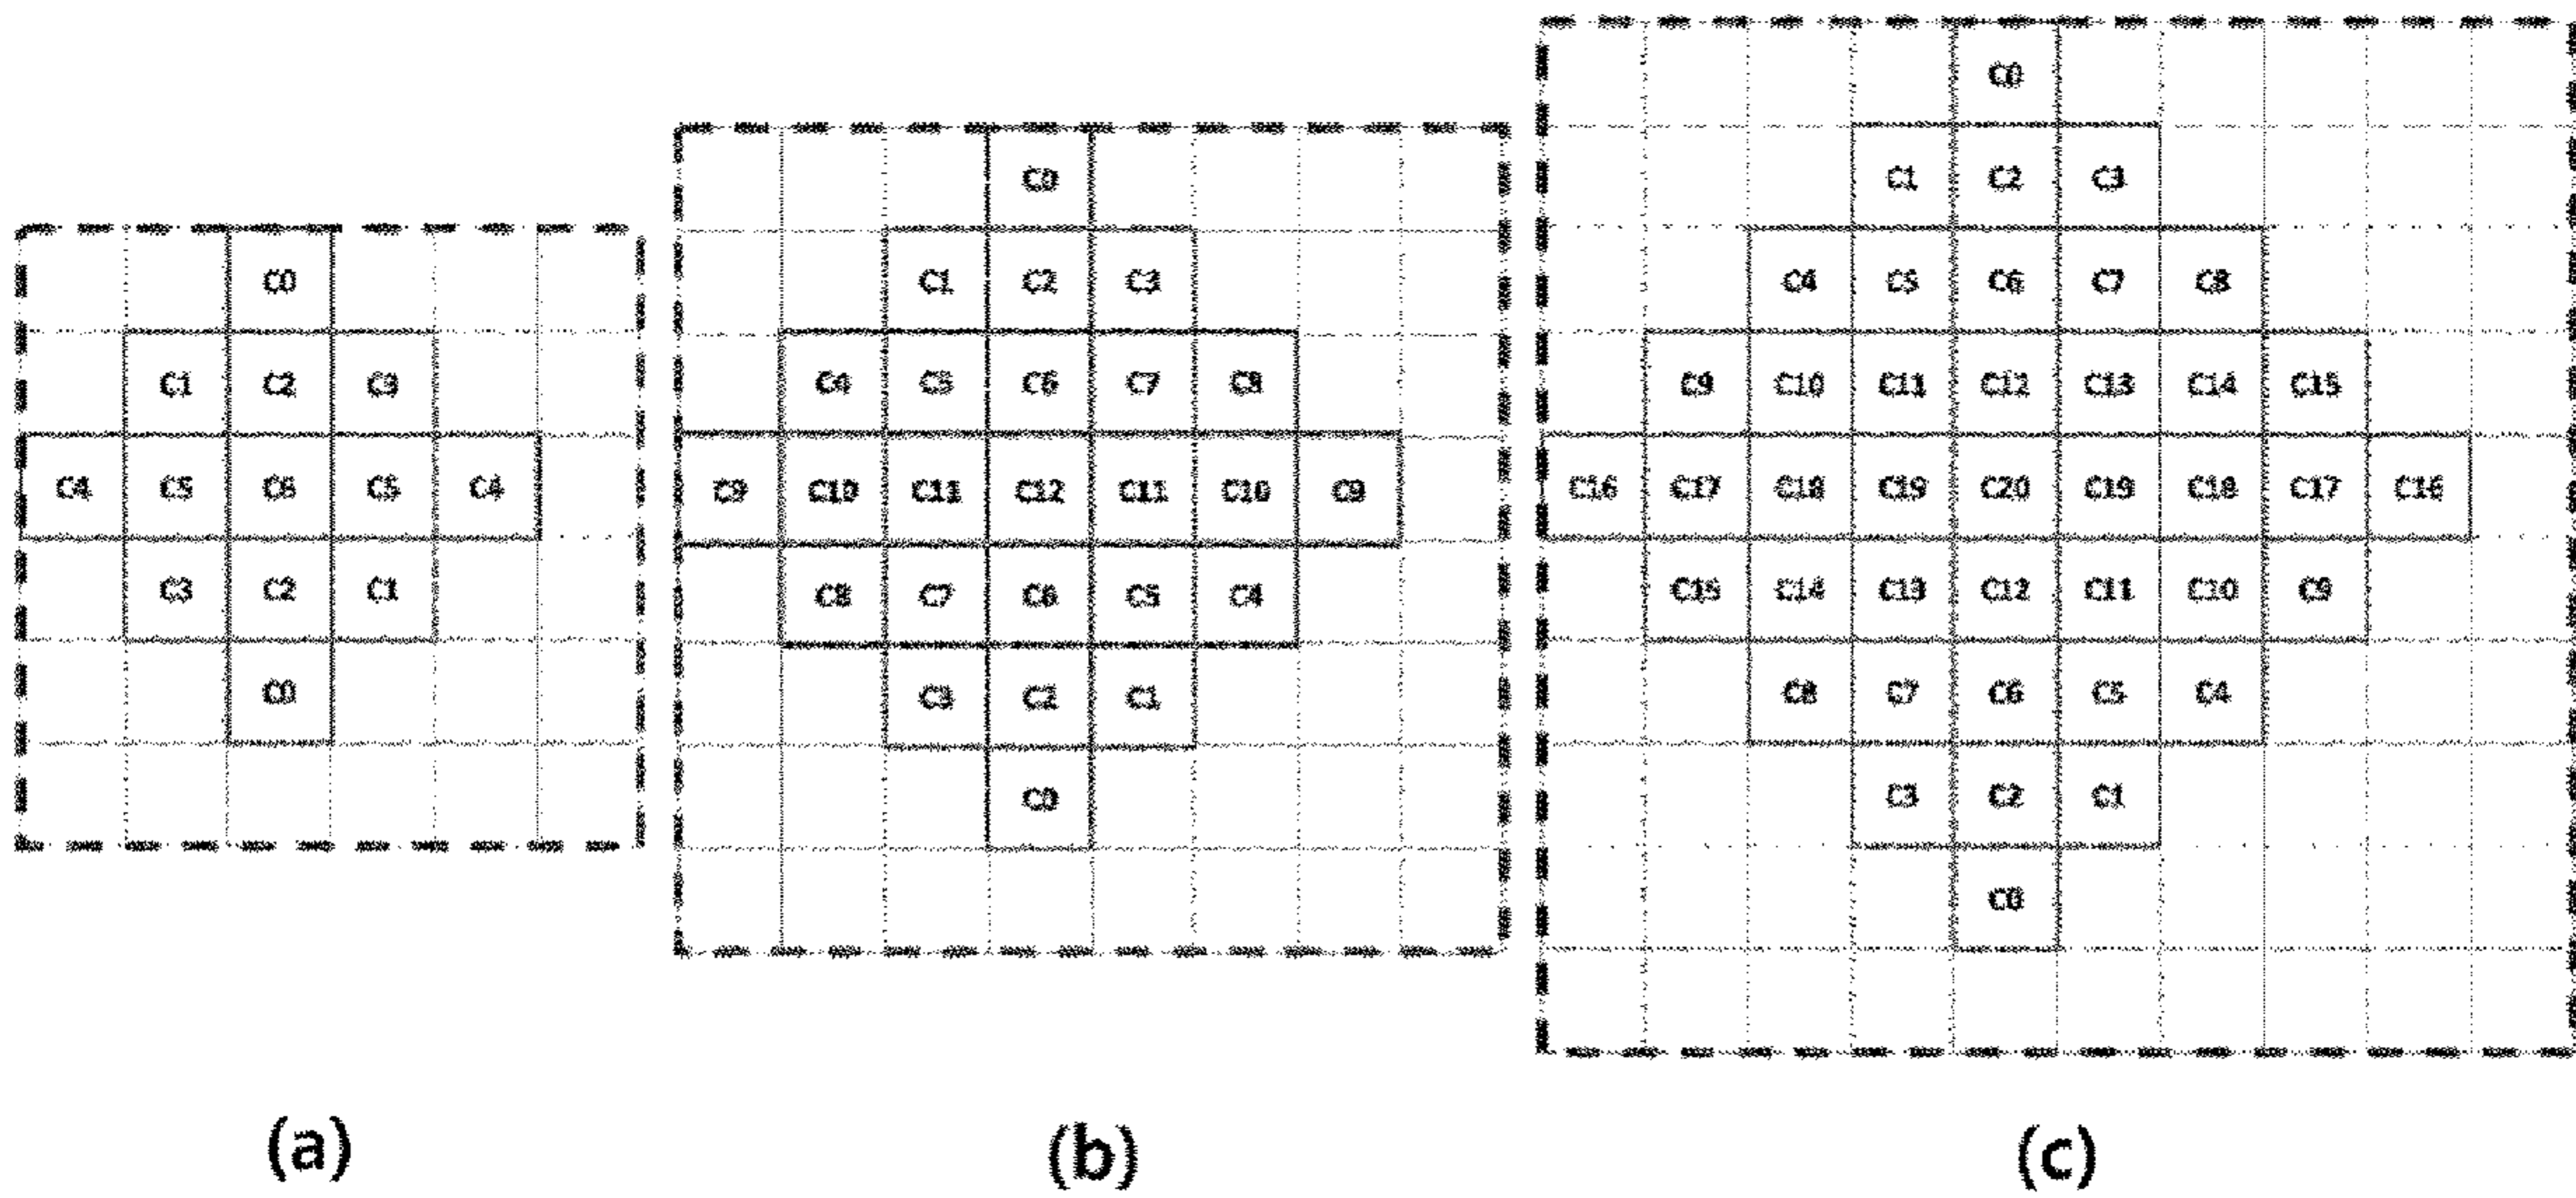 C0
C1 C2 C3
C4 C5 C6 C5 C4
C3 C2 C1
C0
(a)
C0
C1 C2 C3
C4 C5 C6 C7 C8
C9 C10 C11 C12 C11 C10 C9
C8 C7 C6 C5 C4
C3 C2 C1
C0
(b)
C0
C1 C2 C3
C4 C5 C6 C7 C8
C9 C10 C11 C12 C13 C14 C15
C16 C17 C18 C19 C20 C19 C18 C17 C16
C15 C14 C13 C12 C11 C10 C9
C8 C7 C6 C5 C4
C3 C2 C1
C0
(c)